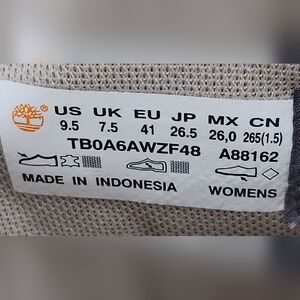 US UK EU JP MX CN
9.5 7.5 41 26.5 26,0 265(1.5)
TB0A6AWZF48 A88162
MADE IN INDONESIA WOMENS